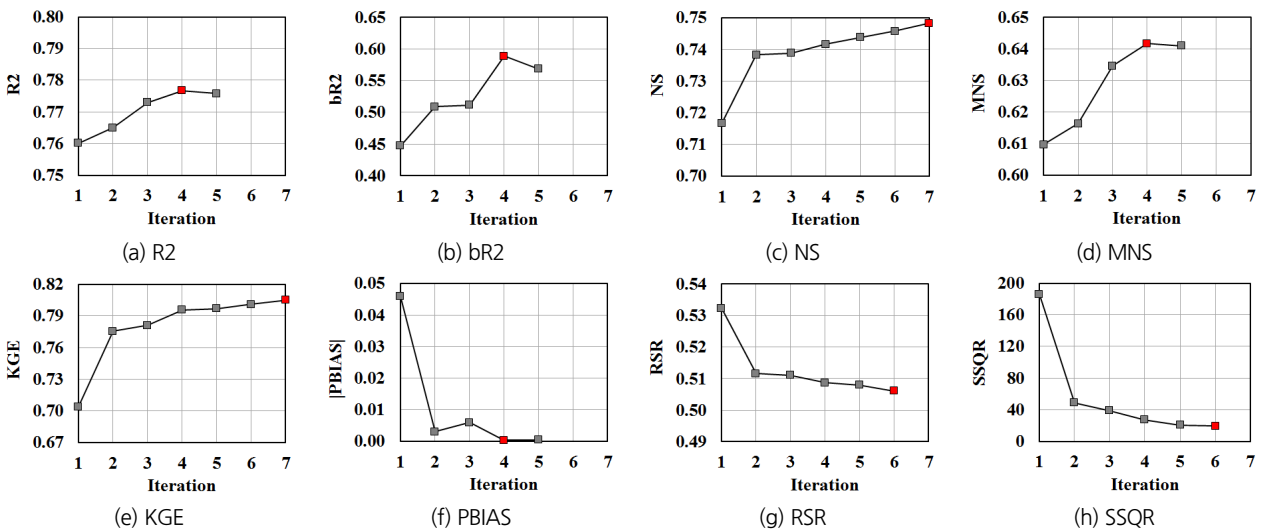 R2
0.80
0.79
0.78
0.77
0.76
0.75
1 2 3 4 5 6 7
Iteration
(a) R2
bR2
0.65
0.60
0.55
0.50
0.45
0.40
1 2 3 4 5 6 7
Iteration
(b) bR2
NS
0.75
0.74
0.73
0.72
0.71
0.70
1 2 3 4 5 6 7
Iteration
(c) NS
MNS
0.65
0.64
0.63
0.62
0.61
0.60
1 2 3 4 5 6 7
Iteration
(d) MNS
KGE
0.82
0.79
0.76
0.73
0.70
0.67
1 2 3 4 5 6 7
Iteration
(e) KGE
|PBIAS|
0.05
0.04
0.03
0.02
0.01
0.00
1 2 3 4 5 6 7
Iteration
(f) PBIAS
RSR
0.54
0.53
0.52
0.51
0.50
0.49
1 2 3 4 5 6 7
Iteration
(g) RSR
SSQR
200
160
120
80
40
0
1 2 3 4 5 6 7
Iteration
(h) SSQR